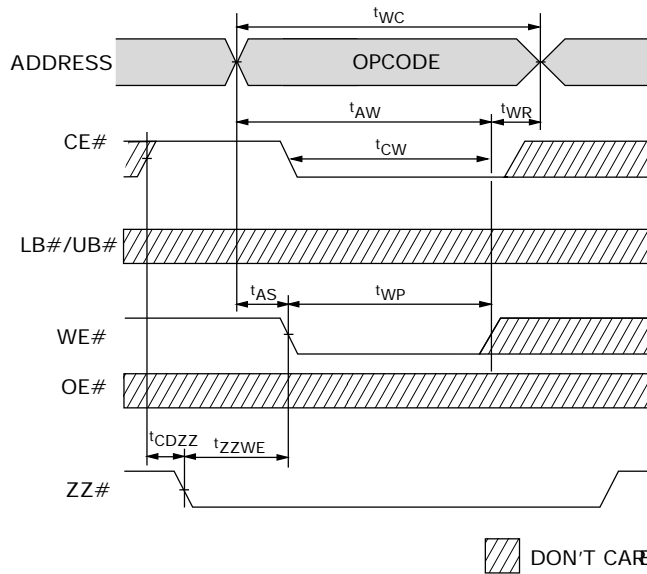 tWC
ADDRESS OPCODE
tAW tWR
CE# tCW
LB#/UB#
tAS tWP
WE#
OE#
tCDZZ tZZWE
ZZ#
DON'T CARE